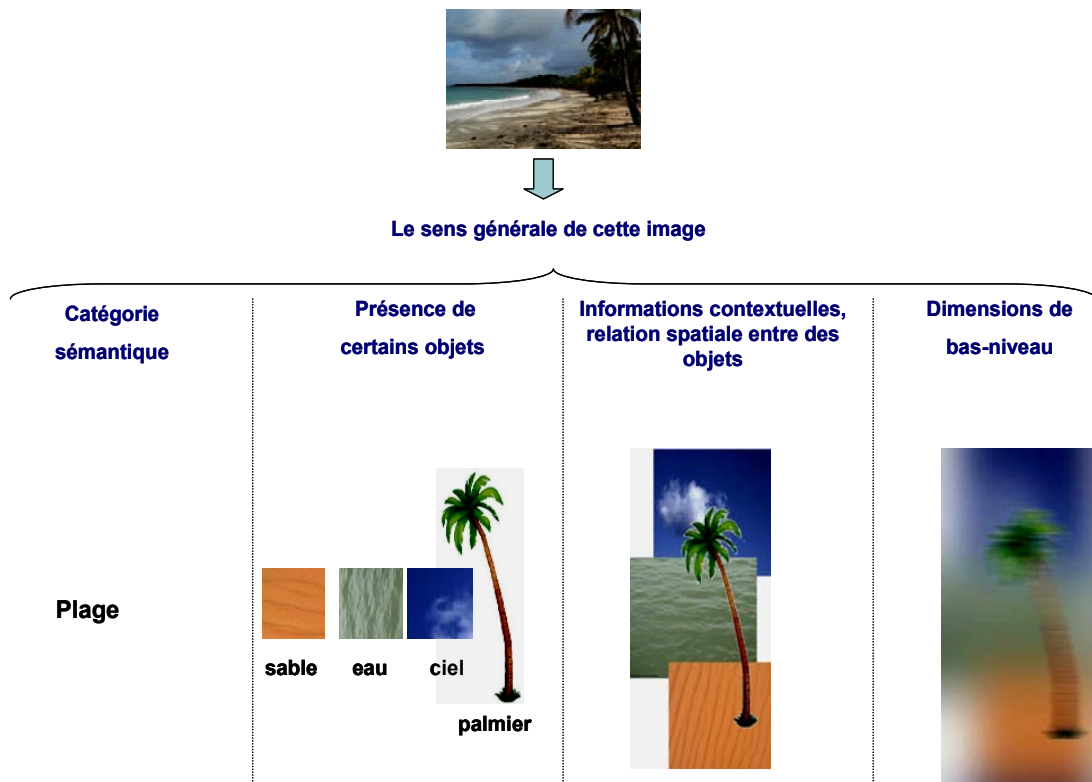 Le sens générale de cette image
Catégorie
sémantique
Présence de
certains objets
Informations contextuelles,
relation spatiale entre des
objets
Dimensions de
bas-niveau
Plage
sable
eau
ciel
palmier